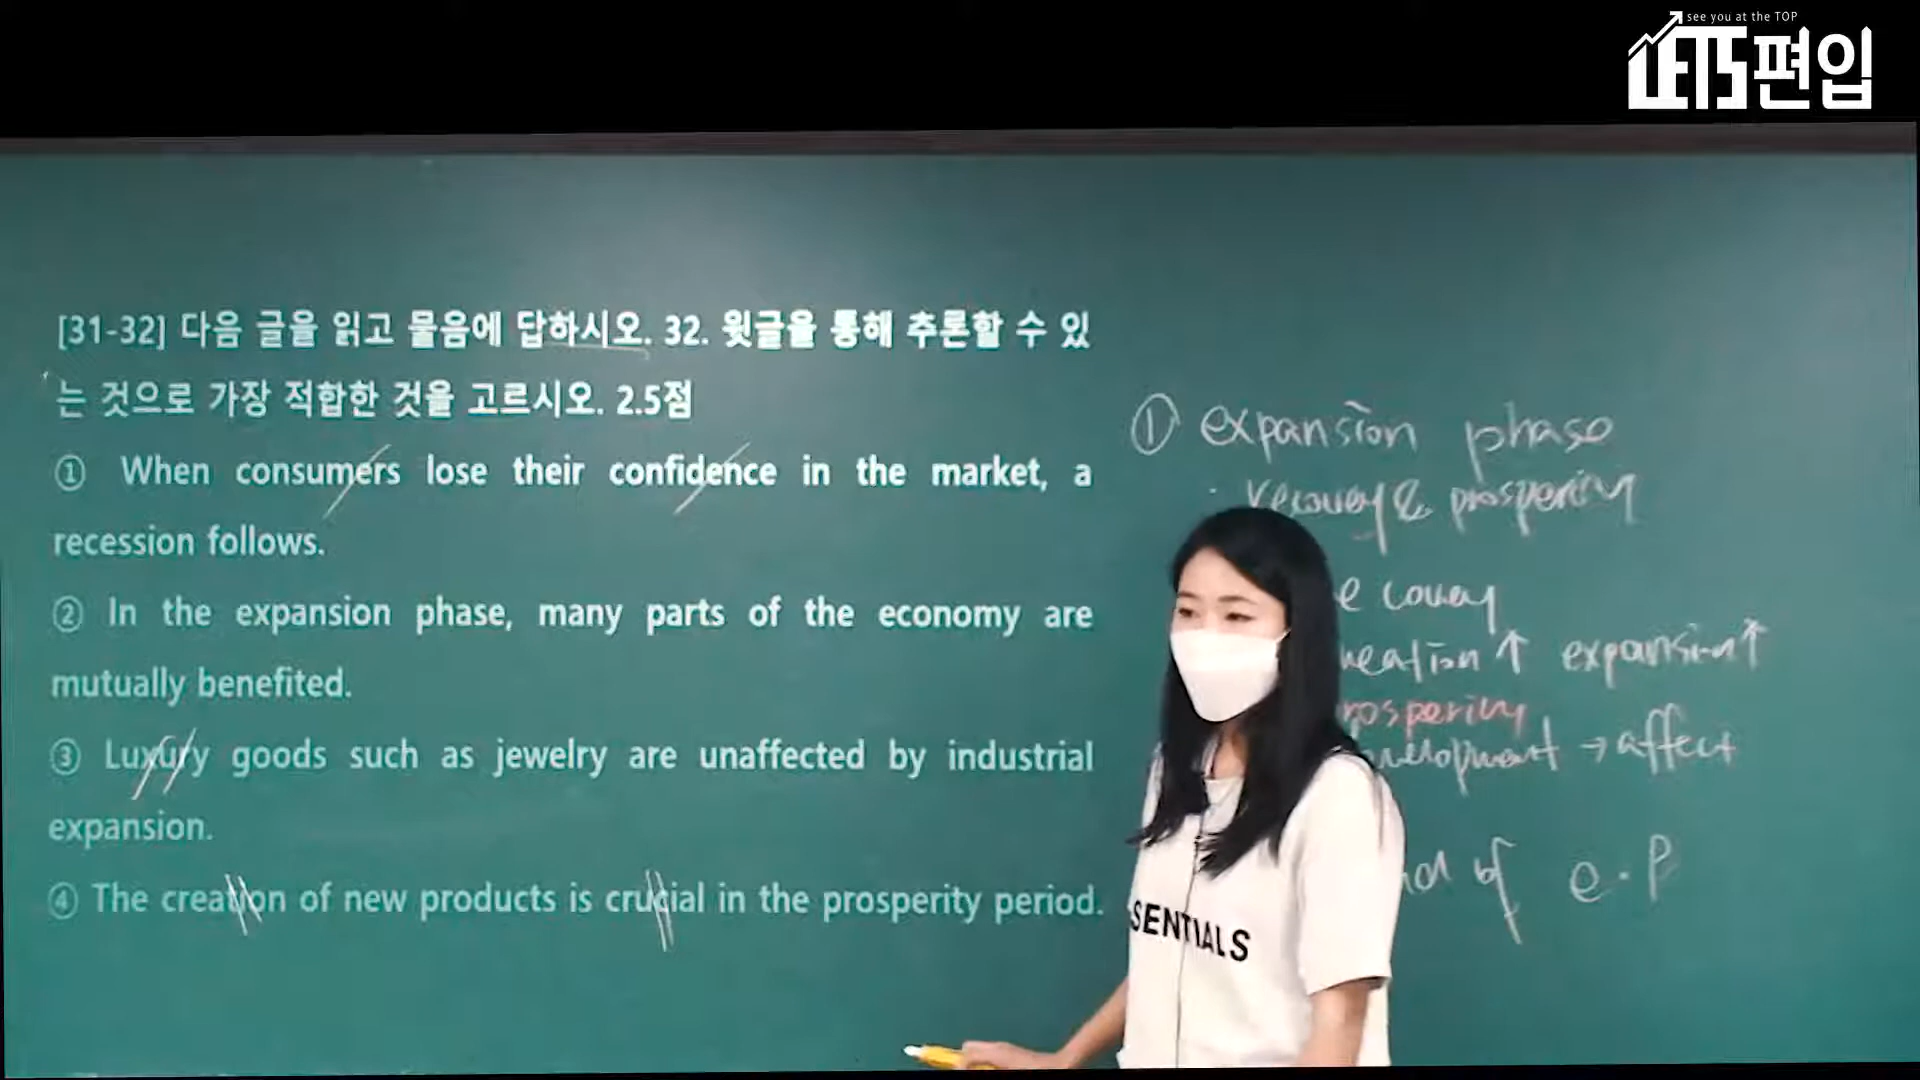 see you at the TOP
LETS편입
[31-32] 다음 글을 읽고 물음에 답하시오. 32. 윗글을 통해 추론할 수 있
는 것으로 가장 적합한 것을 고르시오. 2.5점
① When consumers lose their confidence in the market, a
recession follows.
② In the expansion phase, many parts of the economy are
mutually benefited.
③ Luxury goods such as jewelry are unaffected by industrial
expansion.
④ The creation of new products is crucial in the prosperity period.
① expansion phase
· recovery & prosperity
expansion↑
→ affect
of e.P
SENTIALS